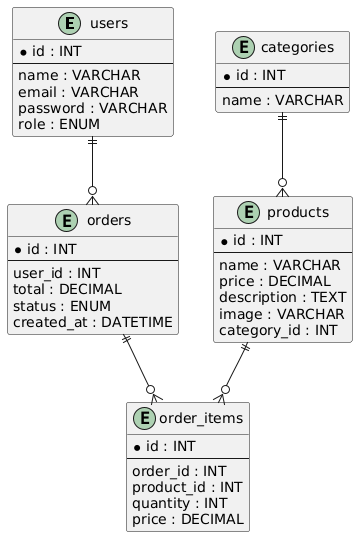 E users
* id : INT
name : VARCHAR
email : VARCHAR
password : VARCHAR
role : ENUM
E categories
* id : INT
name : VARCHAR
E orders
* id : INT
user_id : INT
total : DECIMAL
status : ENUM
created_at : DATETIME
E products
* id : INT
name : VARCHAR
price : DECIMAL
description : TEXT
image : VARCHAR
category_id : INT
E order_items
* id : INT
order_id : INT
product_id : INT
quantity : INT
price : DECIMAL